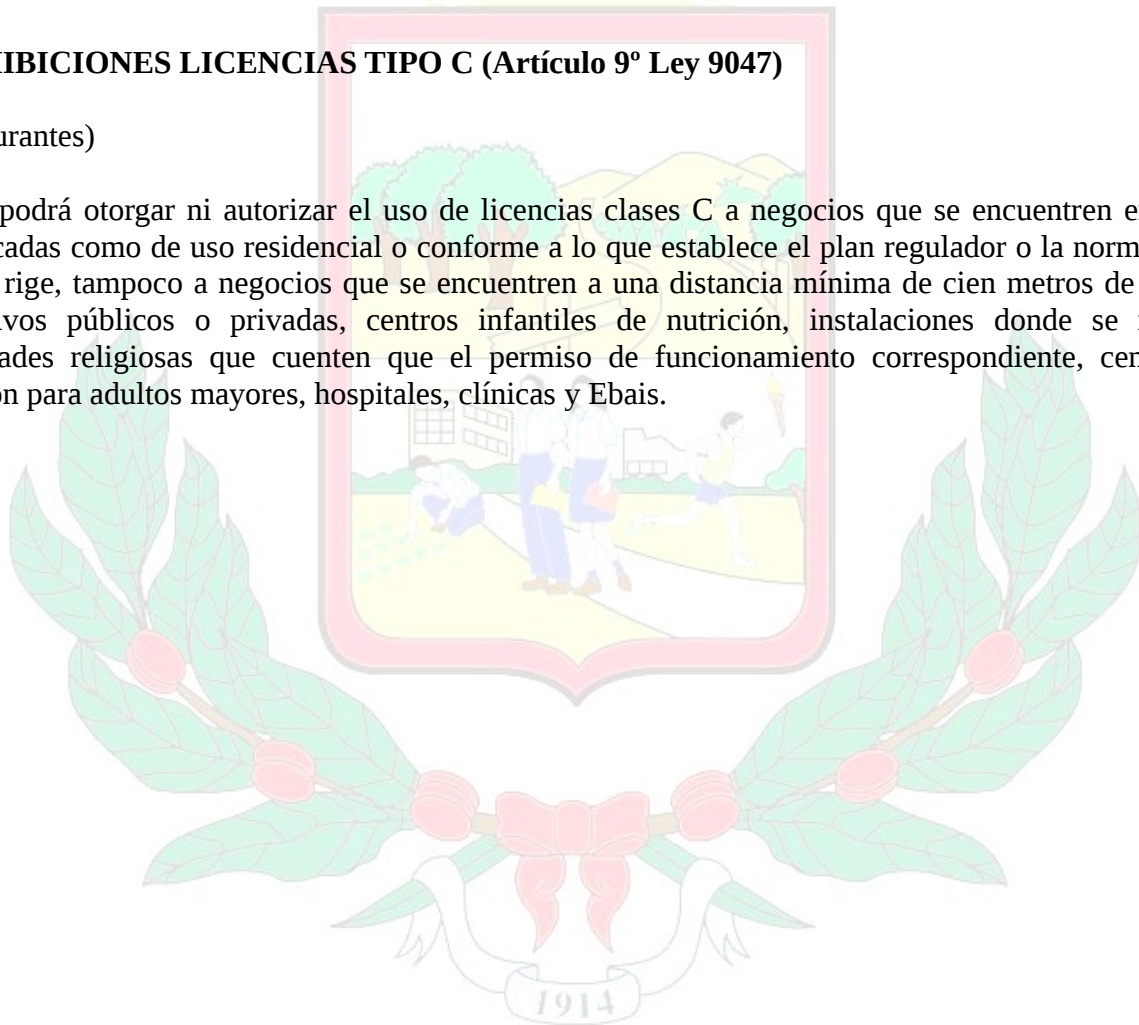 IBICIONES LICENCIAS TIPO C (Artículo 9º Ley 9047)
urantes)
podrá otorgar ni autorizar el uso de licencias clases C a negocios que se encuentren e
cadas como de uso residencial o conforme a lo que establece el plan regulador o la norm
rige, tampoco a negocios que se encuentren a una distancia mínima de cien metros de
ivos públicos o privadas, centros infantiles de nutrición, instalaciones donde se
ades religiosas que cuenten que el permiso de funcionamiento correspondiente, cen
ón para adultos mayores, hospitales, clínicas y Ebais.
1914